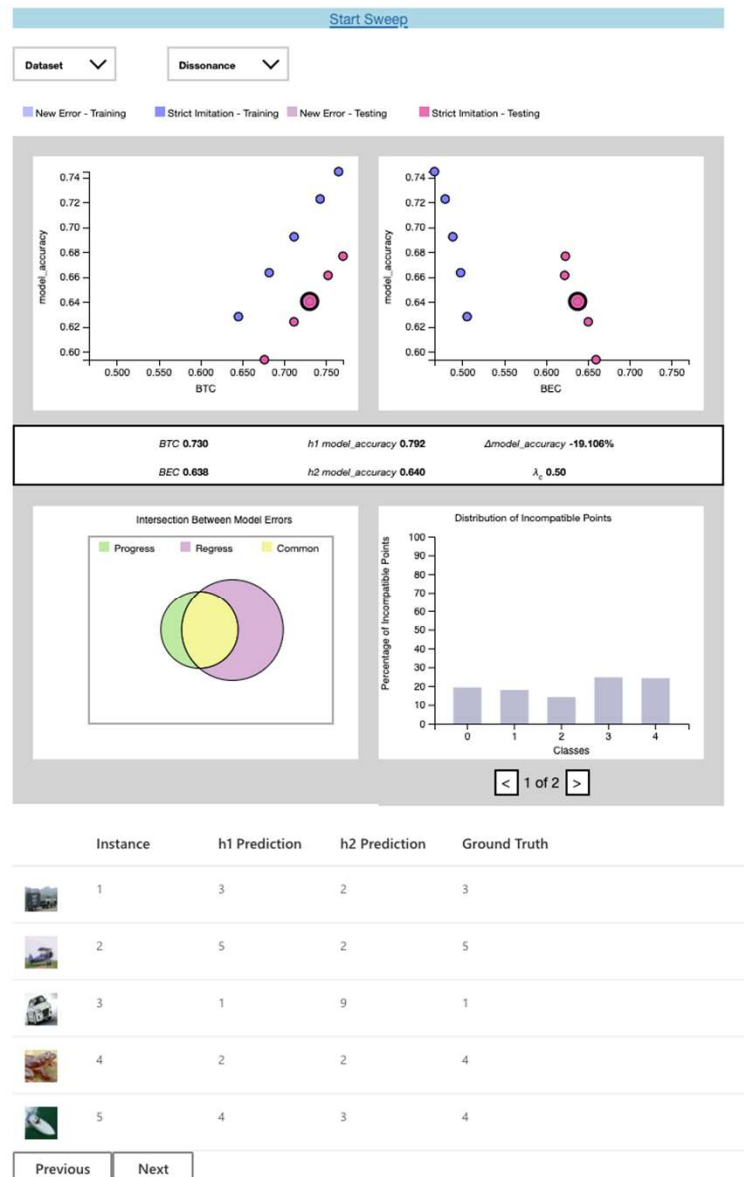 Start Sweep
Dataset Dissonance
New Error - Training Strict Imitation - Training New Error - Testing Strict Imitation - Testing
0.74
0.72
0.70
0.68
0.66
0.64
0.62
0.60
model_accuracy
0.500 0.550 0.600 0.650 0.700 0.750
BTC
0.74
0.72
0.70
0.68
0.66
0.64
0.62
0.60
model_accuracy
0.500 0.550 0.600 0.650 0.700 0.750
BEC
BTC 0.730 h1 model_accuracy 0.792 Δmodel_accuracy -19.106%
BEC 0.638 h2 model_accuracy 0.640 λc 0.50
Intersection Between Model Errors
Progress Regress Common
Distribution of Incompatible Points
Percentage of Incompatible Points
100
90
80
70
60
50
40
30
20
10
0
0 1 2 3 4
Classes
< 1 of 2 >
Instance h1 Prediction h2 Prediction Ground Truth
1 3 2 3
2 5 2 5
3 1 9 1
4 2 2 4
5 4 3 4
Previous Next